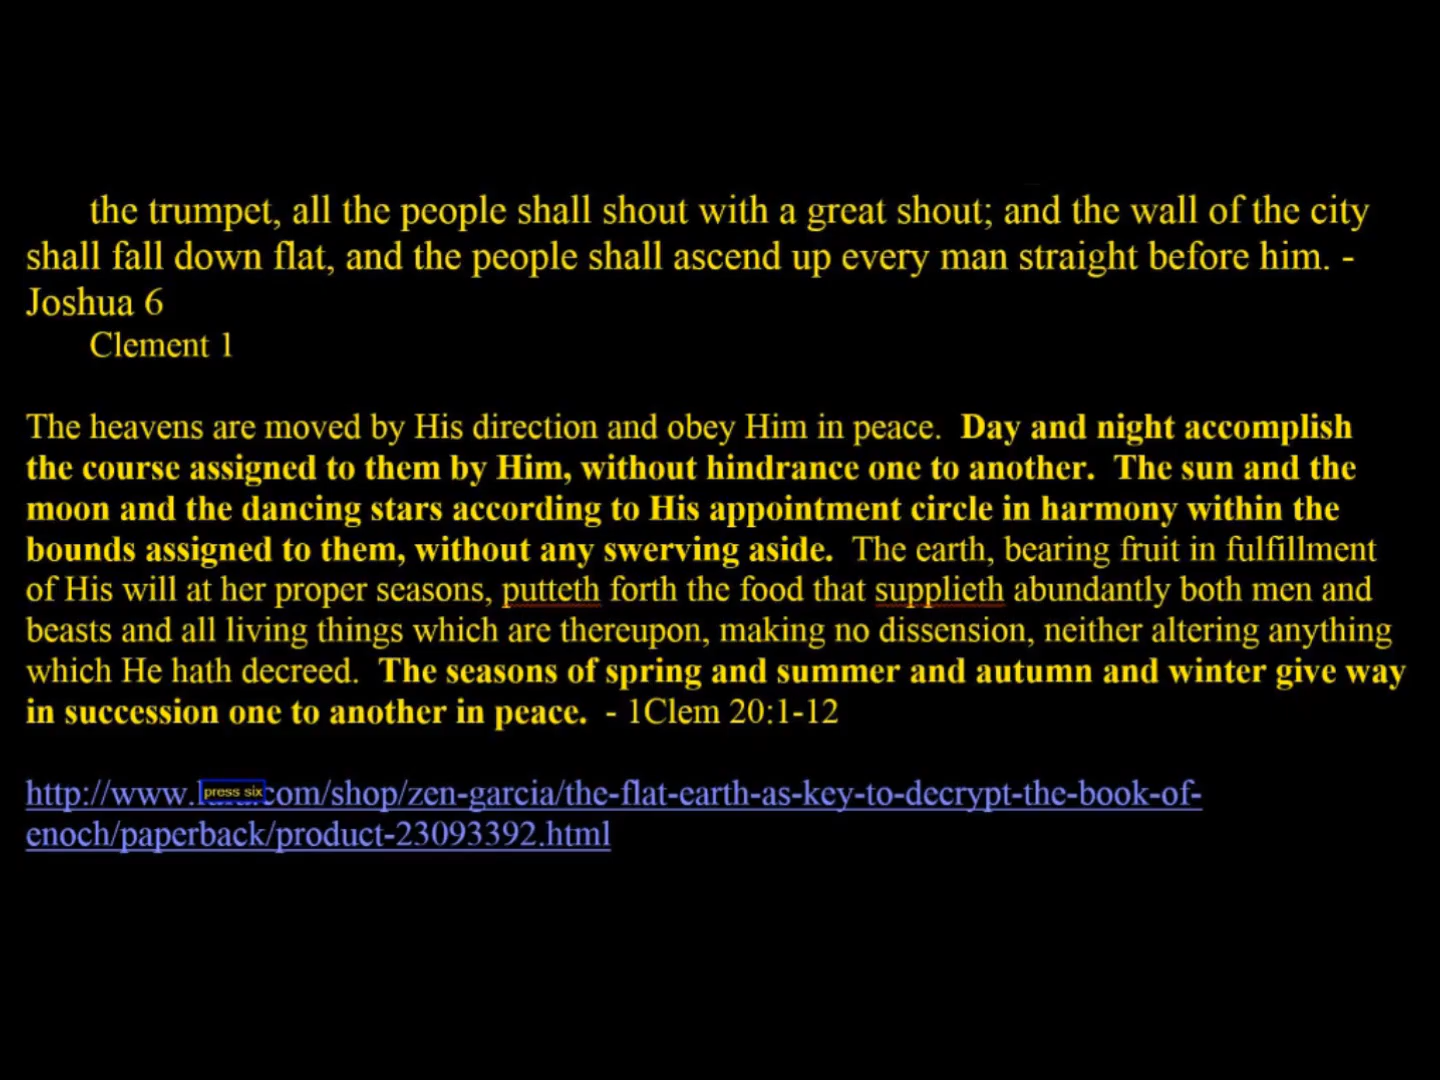 the trumpet, all the people shall shout with a great shout; and the wall of the city
shall fall down flat, and the people shall ascend up every man straight before him. -
Joshua 6
Clement 1
The heavens are moved by His direction and obey Him in peace. Day and night accomplish
the course assigned to them by Him, without hindrance one to another. The sun and the
moon and the dancing stars according to His appointment circle in harmony within the
bounds assigned to them, without any swerving aside. The earth, bearing fruit in fulfillment
of His will at her proper seasons, putteth forth the food that supplieth abundantly both men and
beasts and all living things which are thereupon, making no dissension, neither altering anything
which He hath decreed. The seasons of spring and summer and autumn and winter give way
in succession one to another in peace. - 1Clem 20:1-12
http://www. press six com/shop/zen-garcia/the-flat-earth-as-key-to-decrypt-the-book-of-
enoch/paperback/product-23093392.html